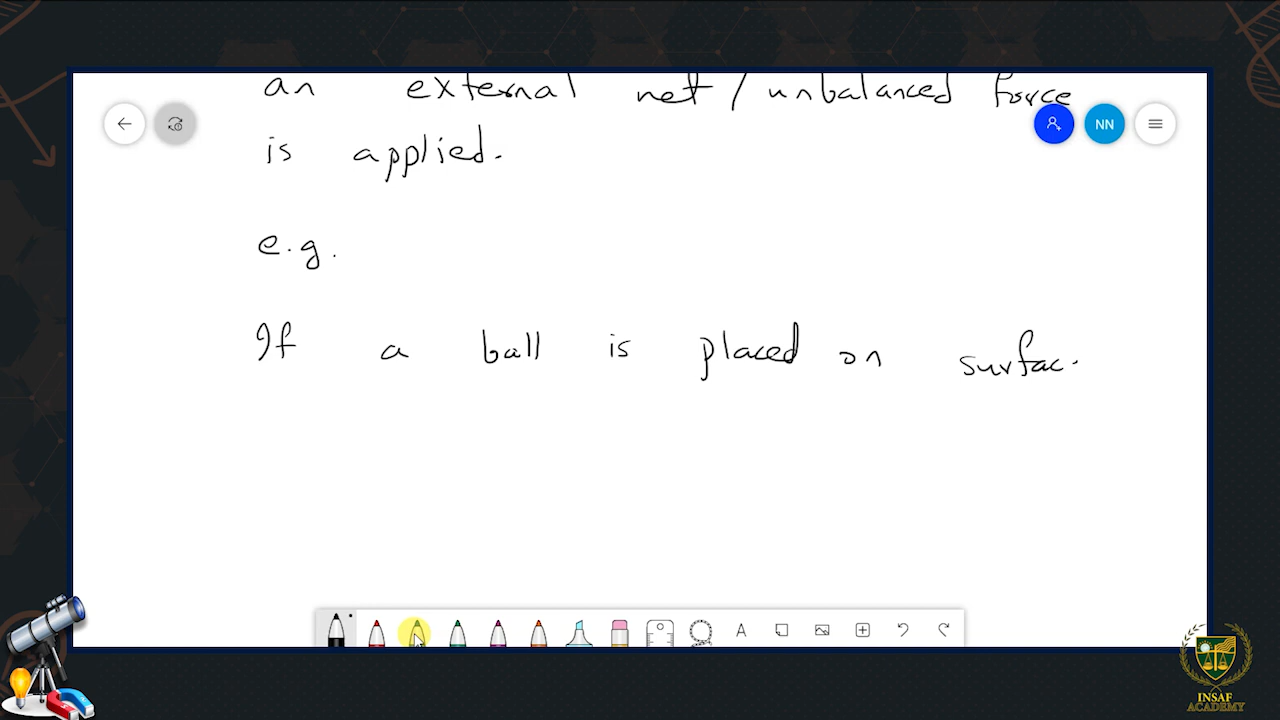 an external net / unbalanced force
is applied.
NN
e.g.
If a ball is placed on surfac.
A
INSAF
ACADEMY